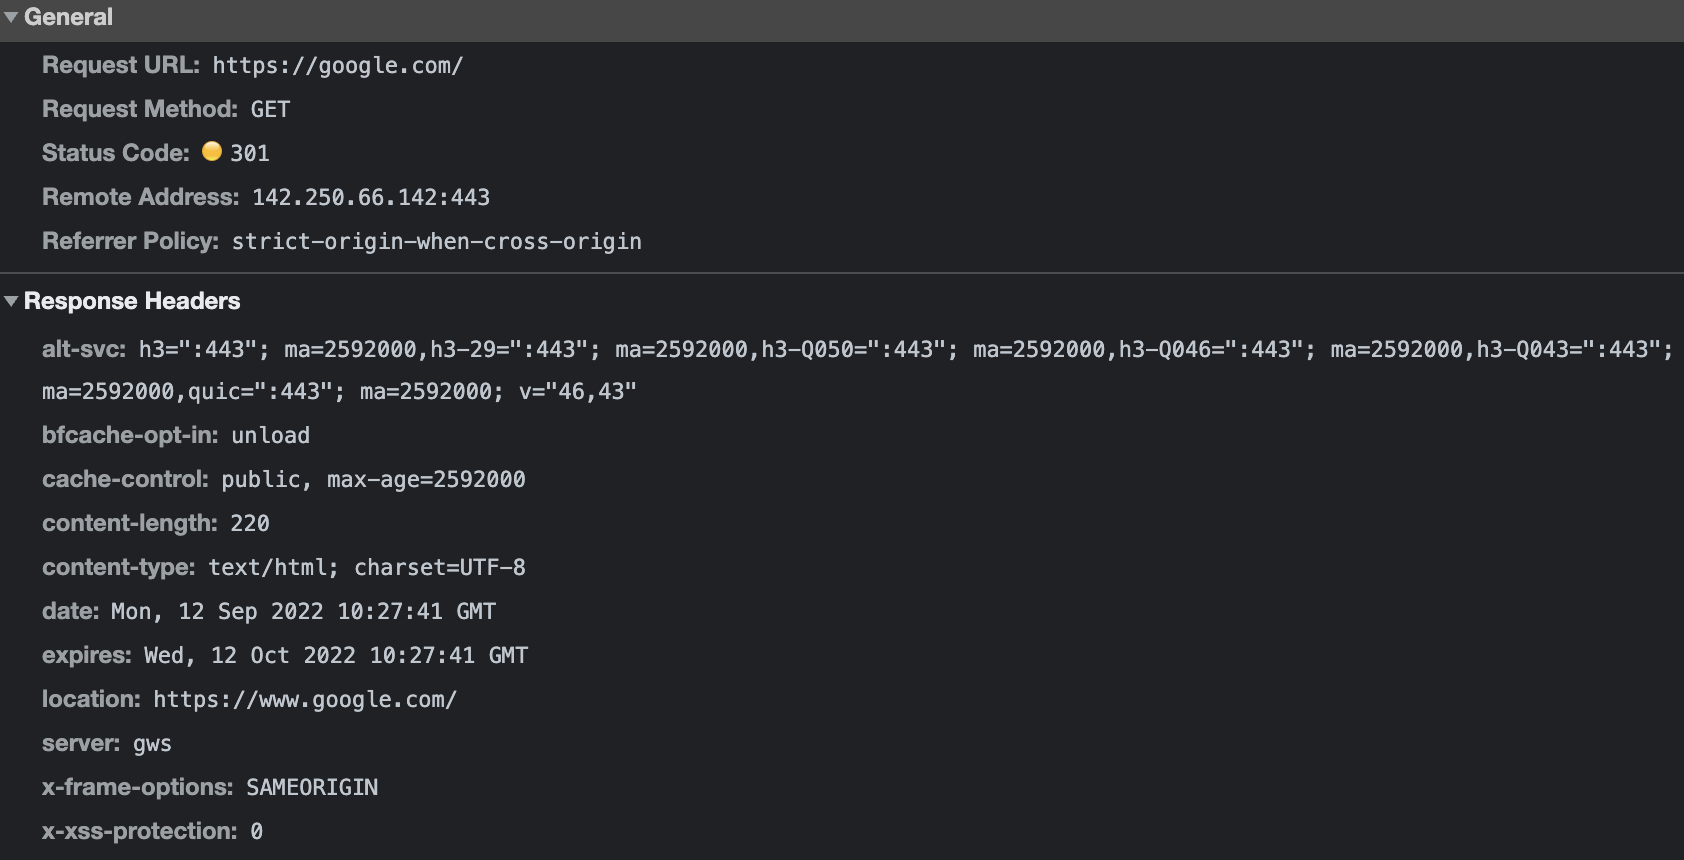 General
Request URL: https://google.com/
Request Method: GET
Status Code: 301
Remote Address: 142.250.66.142:443
Referrer Policy: strict-origin-when-cross-origin
Response Headers
alt-svc: h3=":443"; ma=2592000,h3-29=":443"; ma=2592000,h3-Q050=":443"; ma=2592000,h3-Q046=":443"; ma=2592000,h3-Q043=":443";
ma=2592000,quic=":443"; ma=2592000; v="46,43"
bfcache-opt-in: unload
cache-control: public, max-age=2592000
content-length: 220
content-type: text/html; charset=UTF-8
date: Mon, 12 Sep 2022 10:27:41 GMT
expires: Wed, 12 Oct 2022 10:27:41 GMT
location: https://www.google.com/
server: gws
x-frame-options: SAMEORIGIN
x-xss-protection: 0